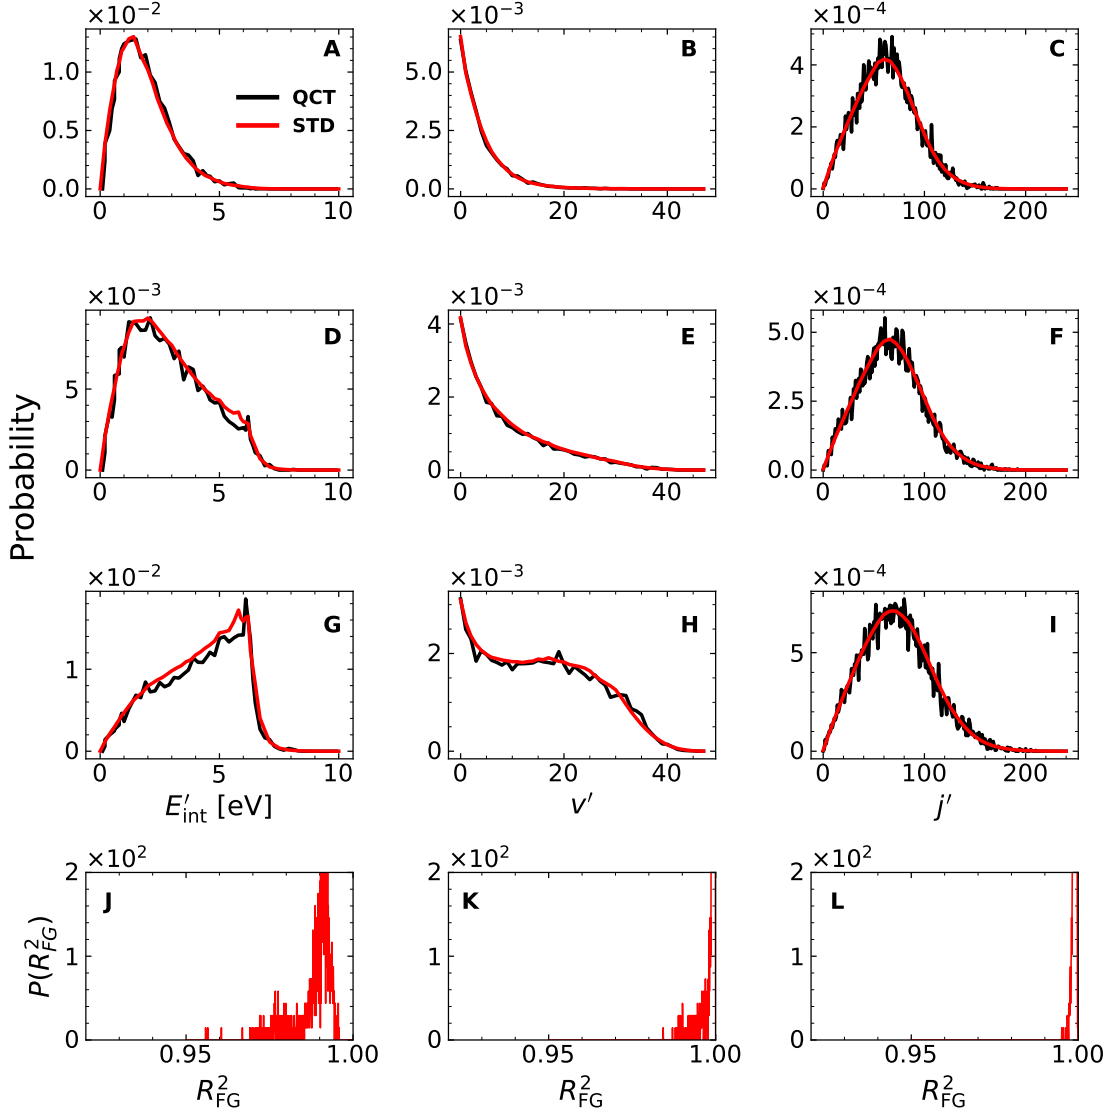 ×10⁻² ×10⁻³ ×10⁻⁴
A B C
QCT
STD
1.0 0.5 0.0
5.0 2.5 0.0
4 2 0
0 5 10 0 20 40 0 100 200
×10⁻³ ×10⁻³ ×10⁻⁴
D E F
5 0
4 2 0
5.0 2.5 0.0
0 5 10 0 20 40 0 100 200
Probability
×10⁻² ×10⁻³ ×10⁻⁴
G H I
1 0
2 0
5 0
0 5 10 0 20 40 0 100 200
E′int [eV] v′ j′
×10² ×10² ×10²
J K L
P(R²FG)
2 1 0
2 1 0
2 1 0
0.95 1.00 0.95 1.00 0.95 1.00
R²FG R²FG R²FG